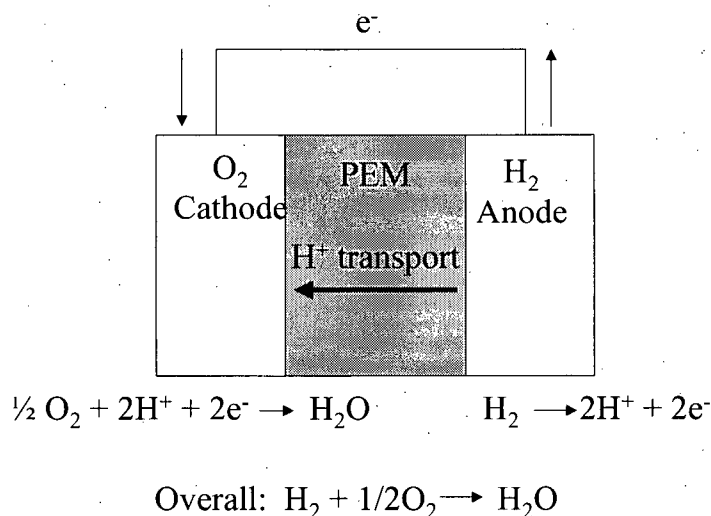 e⁻
O₂
Cathode
PEM
H₂
Anode
H⁺ transport
½ O₂ + 2H⁺ + 2e⁻ → H₂O
H₂ → 2H⁺ + 2e⁻
Overall: H₂ + 1/2O₂ → H₂O